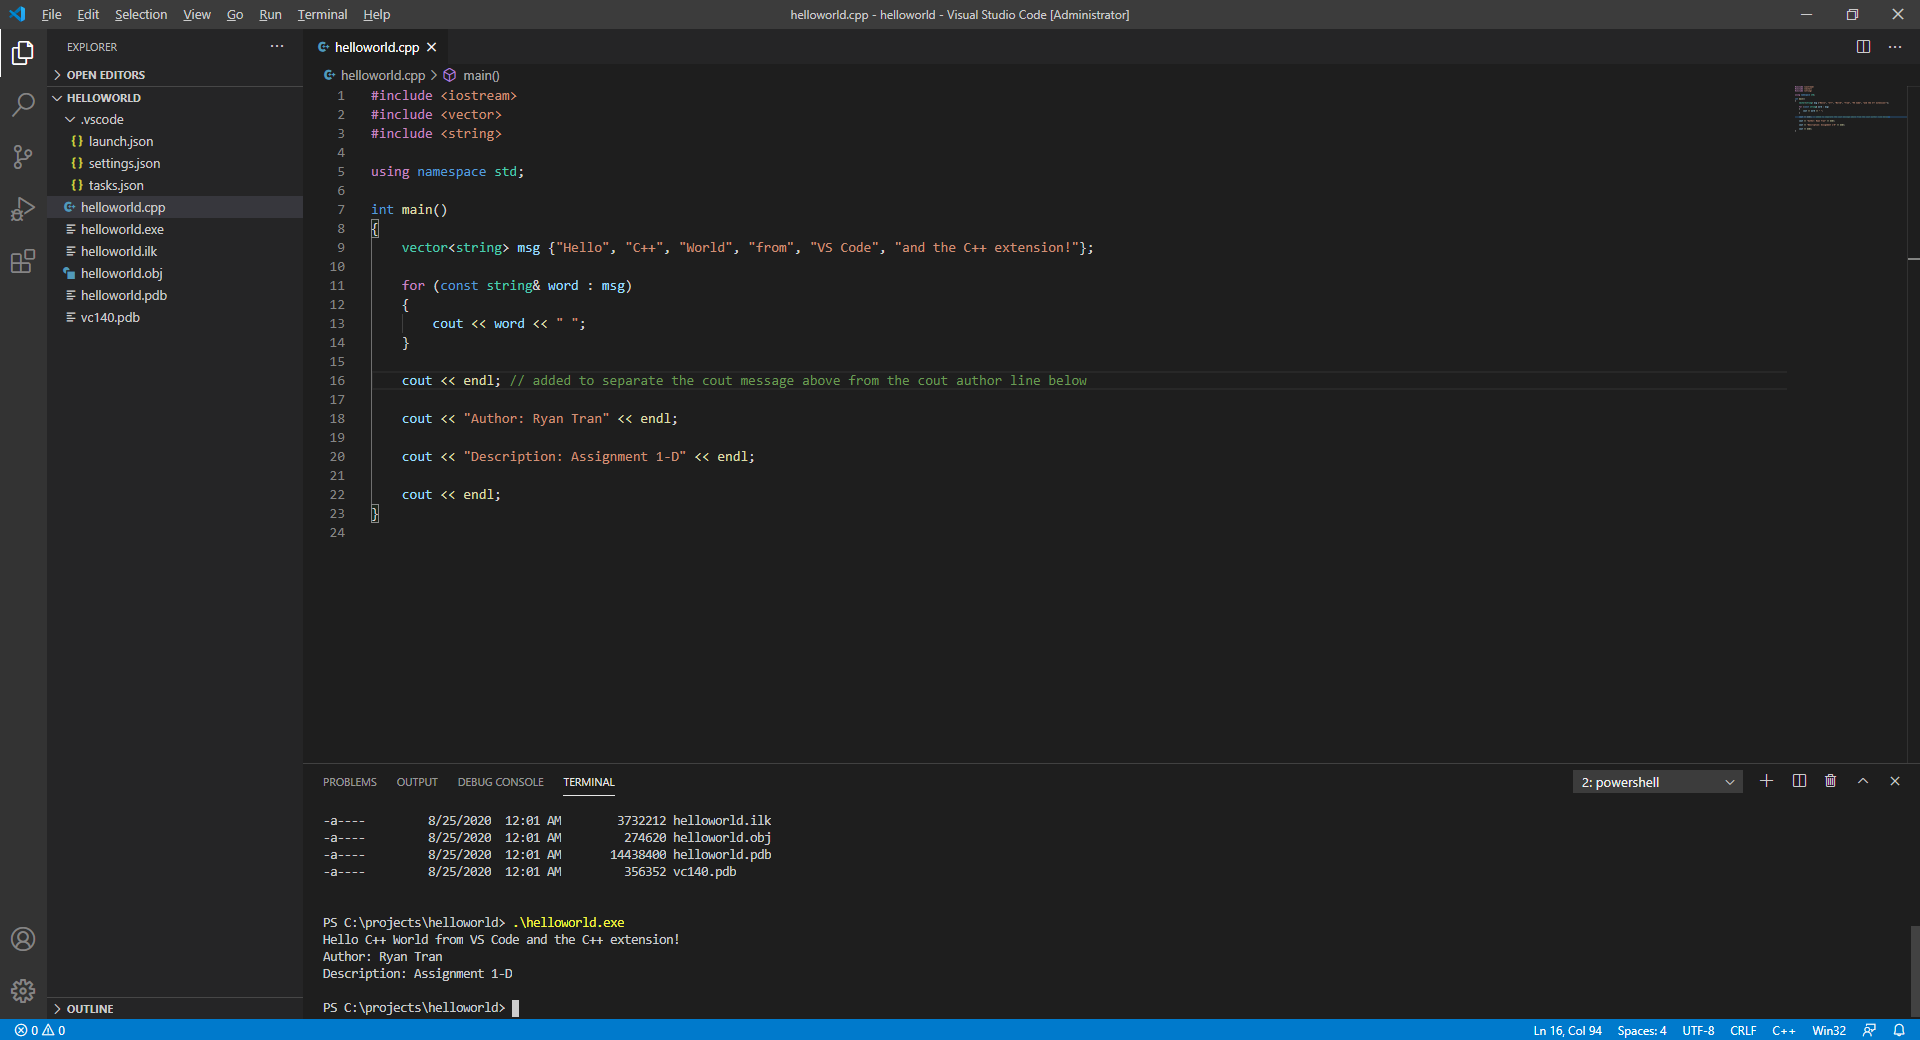 File Edit Selection View Go Run Terminal Help
helloworld.cpp - helloworld - Visual Studio Code [Administrator]
EXPLORER
OPEN EDITORS
HELLOWORLD
.vscode
{} launch.json
{} settings.json
{} tasks.json
helloworld.cpp
helloworld.exe
helloworld.ilk
helloworld.obj
helloworld.pdb
vc140.pdb
OUTLINE
helloworld.cpp
helloworld.cpp > main()
1 #include <iostream>
2 #include <vector>
3 #include <string>
4
5 using namespace std;
6
7 int main()
8 {
9 vector<string> msg {"Hello", "C++", "World", "from", "VS Code", "and the C++ extension!"};
10
11 for (const string& word : msg)
12 {
13 cout << word << " ";
14 }
15
16 cout << endl; // added to separate the cout message above from the cout author line below
17
18 cout << "Author: Ryan Tran" << endl;
19
20 cout << "Description: Assignment 1-D" << endl;
21
22 cout << endl;
23 }
24
PROBLEMS OUTPUT DEBUG CONSOLE TERMINAL
2: powershell
-a---- 8/25/2020 12:01 AM 3732212 helloworld.ilk
-a---- 8/25/2020 12:01 AM 274620 helloworld.obj
-a---- 8/25/2020 12:01 AM 14438400 helloworld.pdb
-a---- 8/25/2020 12:01 AM 356352 vc140.pdb
PS C:\projects\helloworld> .\helloworld.exe
Hello C++ World from VS Code and the C++ extension!
Author: Ryan Tran
Description: Assignment 1-D
PS C:\projects\helloworld>
0 0
Ln 16, Col 94 Spaces: 4 UTF-8 CRLF C++ Win32